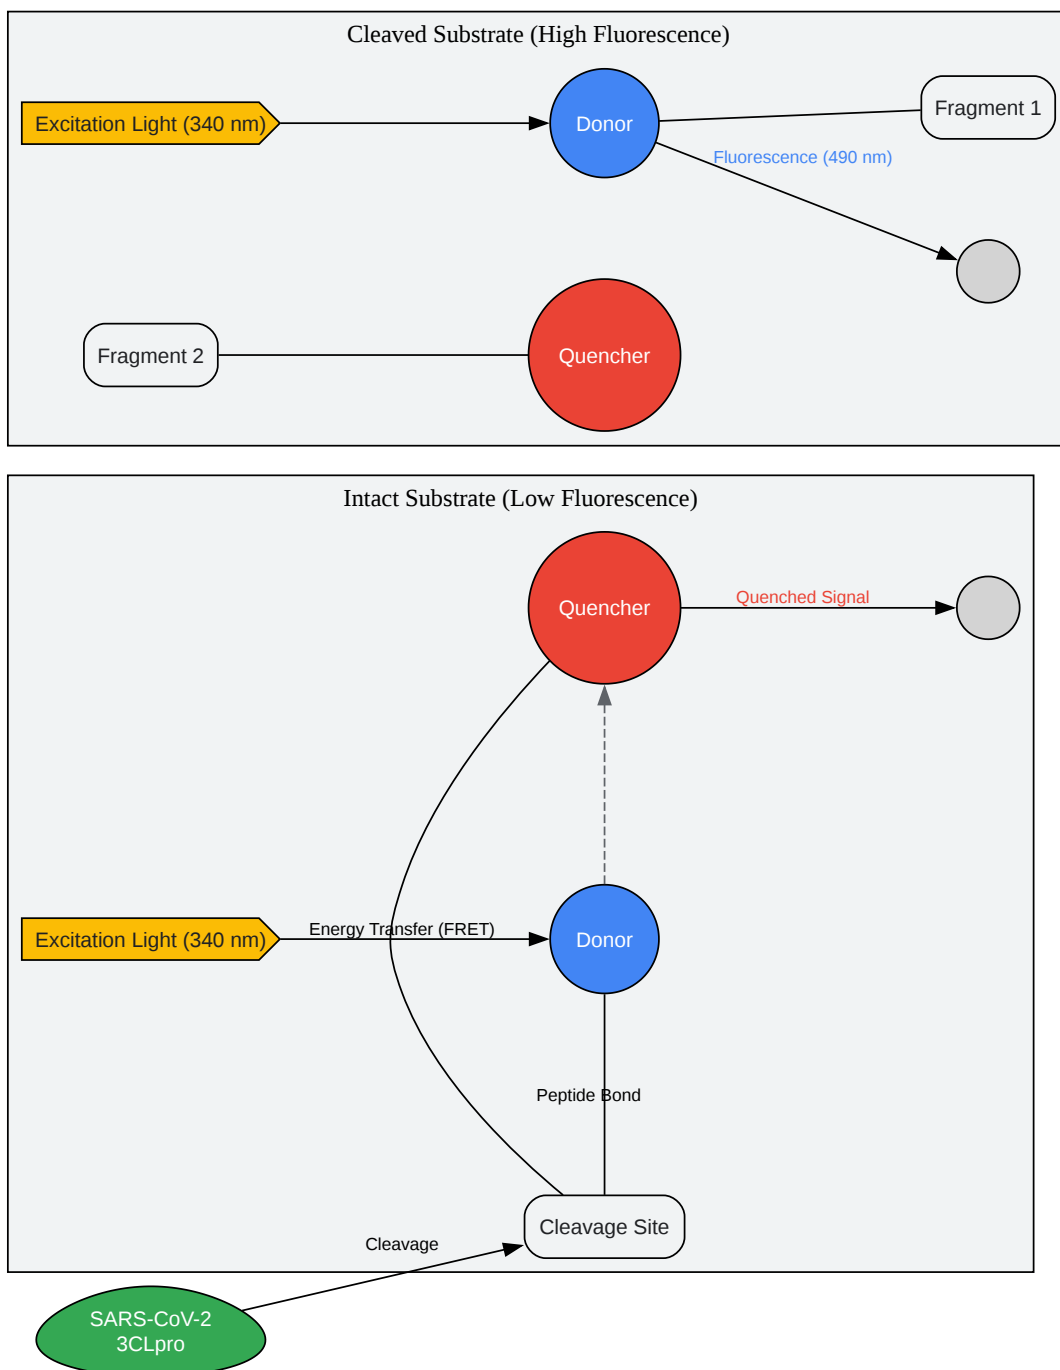 Cleaved Substrate (High Fluorescence)
Excitation Light (340 nm)
Donor
Fragment 1
Fluorescence (490 nm)
Fragment 2
Quencher
Intact Substrate (Low Fluorescence)
Quencher
Quenched Signal
Excitation Light (340 nm)
Energy Transfer (FRET)
Donor
Peptide Bond
Cleavage Site
Cleavage
SARS-CoV-2
3CLpro